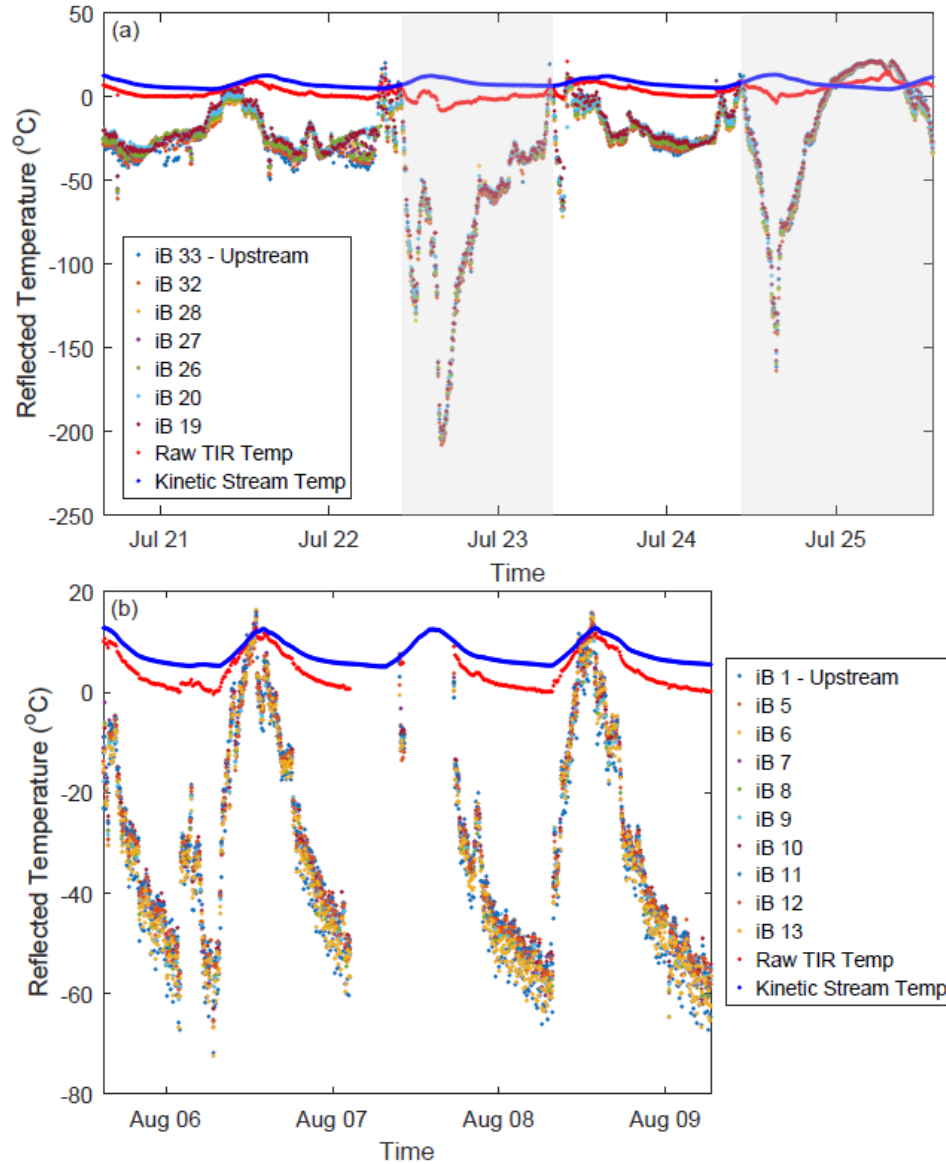 (a)
50
0
-50
-100
-150
-200
-250
Reflected Temperature (°C)
iB 33 - Upstream
iB 32
iB 28
iB 27
iB 26
iB 20
iB 19
Raw TIR Temp
Kinetic Stream Temp
Jul 21
Jul 22
Jul 23
Jul 24
Jul 25
Time
(b)
20
0
-20
-40
-60
-80
Reflected Temperature (°C)
iB 1 - Upstream
iB 5
iB 6
iB 7
iB 8
iB 9
iB 10
iB 11
iB 12
iB 13
Raw TIR Temp
Kinetic Stream Temp
Aug 06
Aug 07
Aug 08
Aug 09
Time